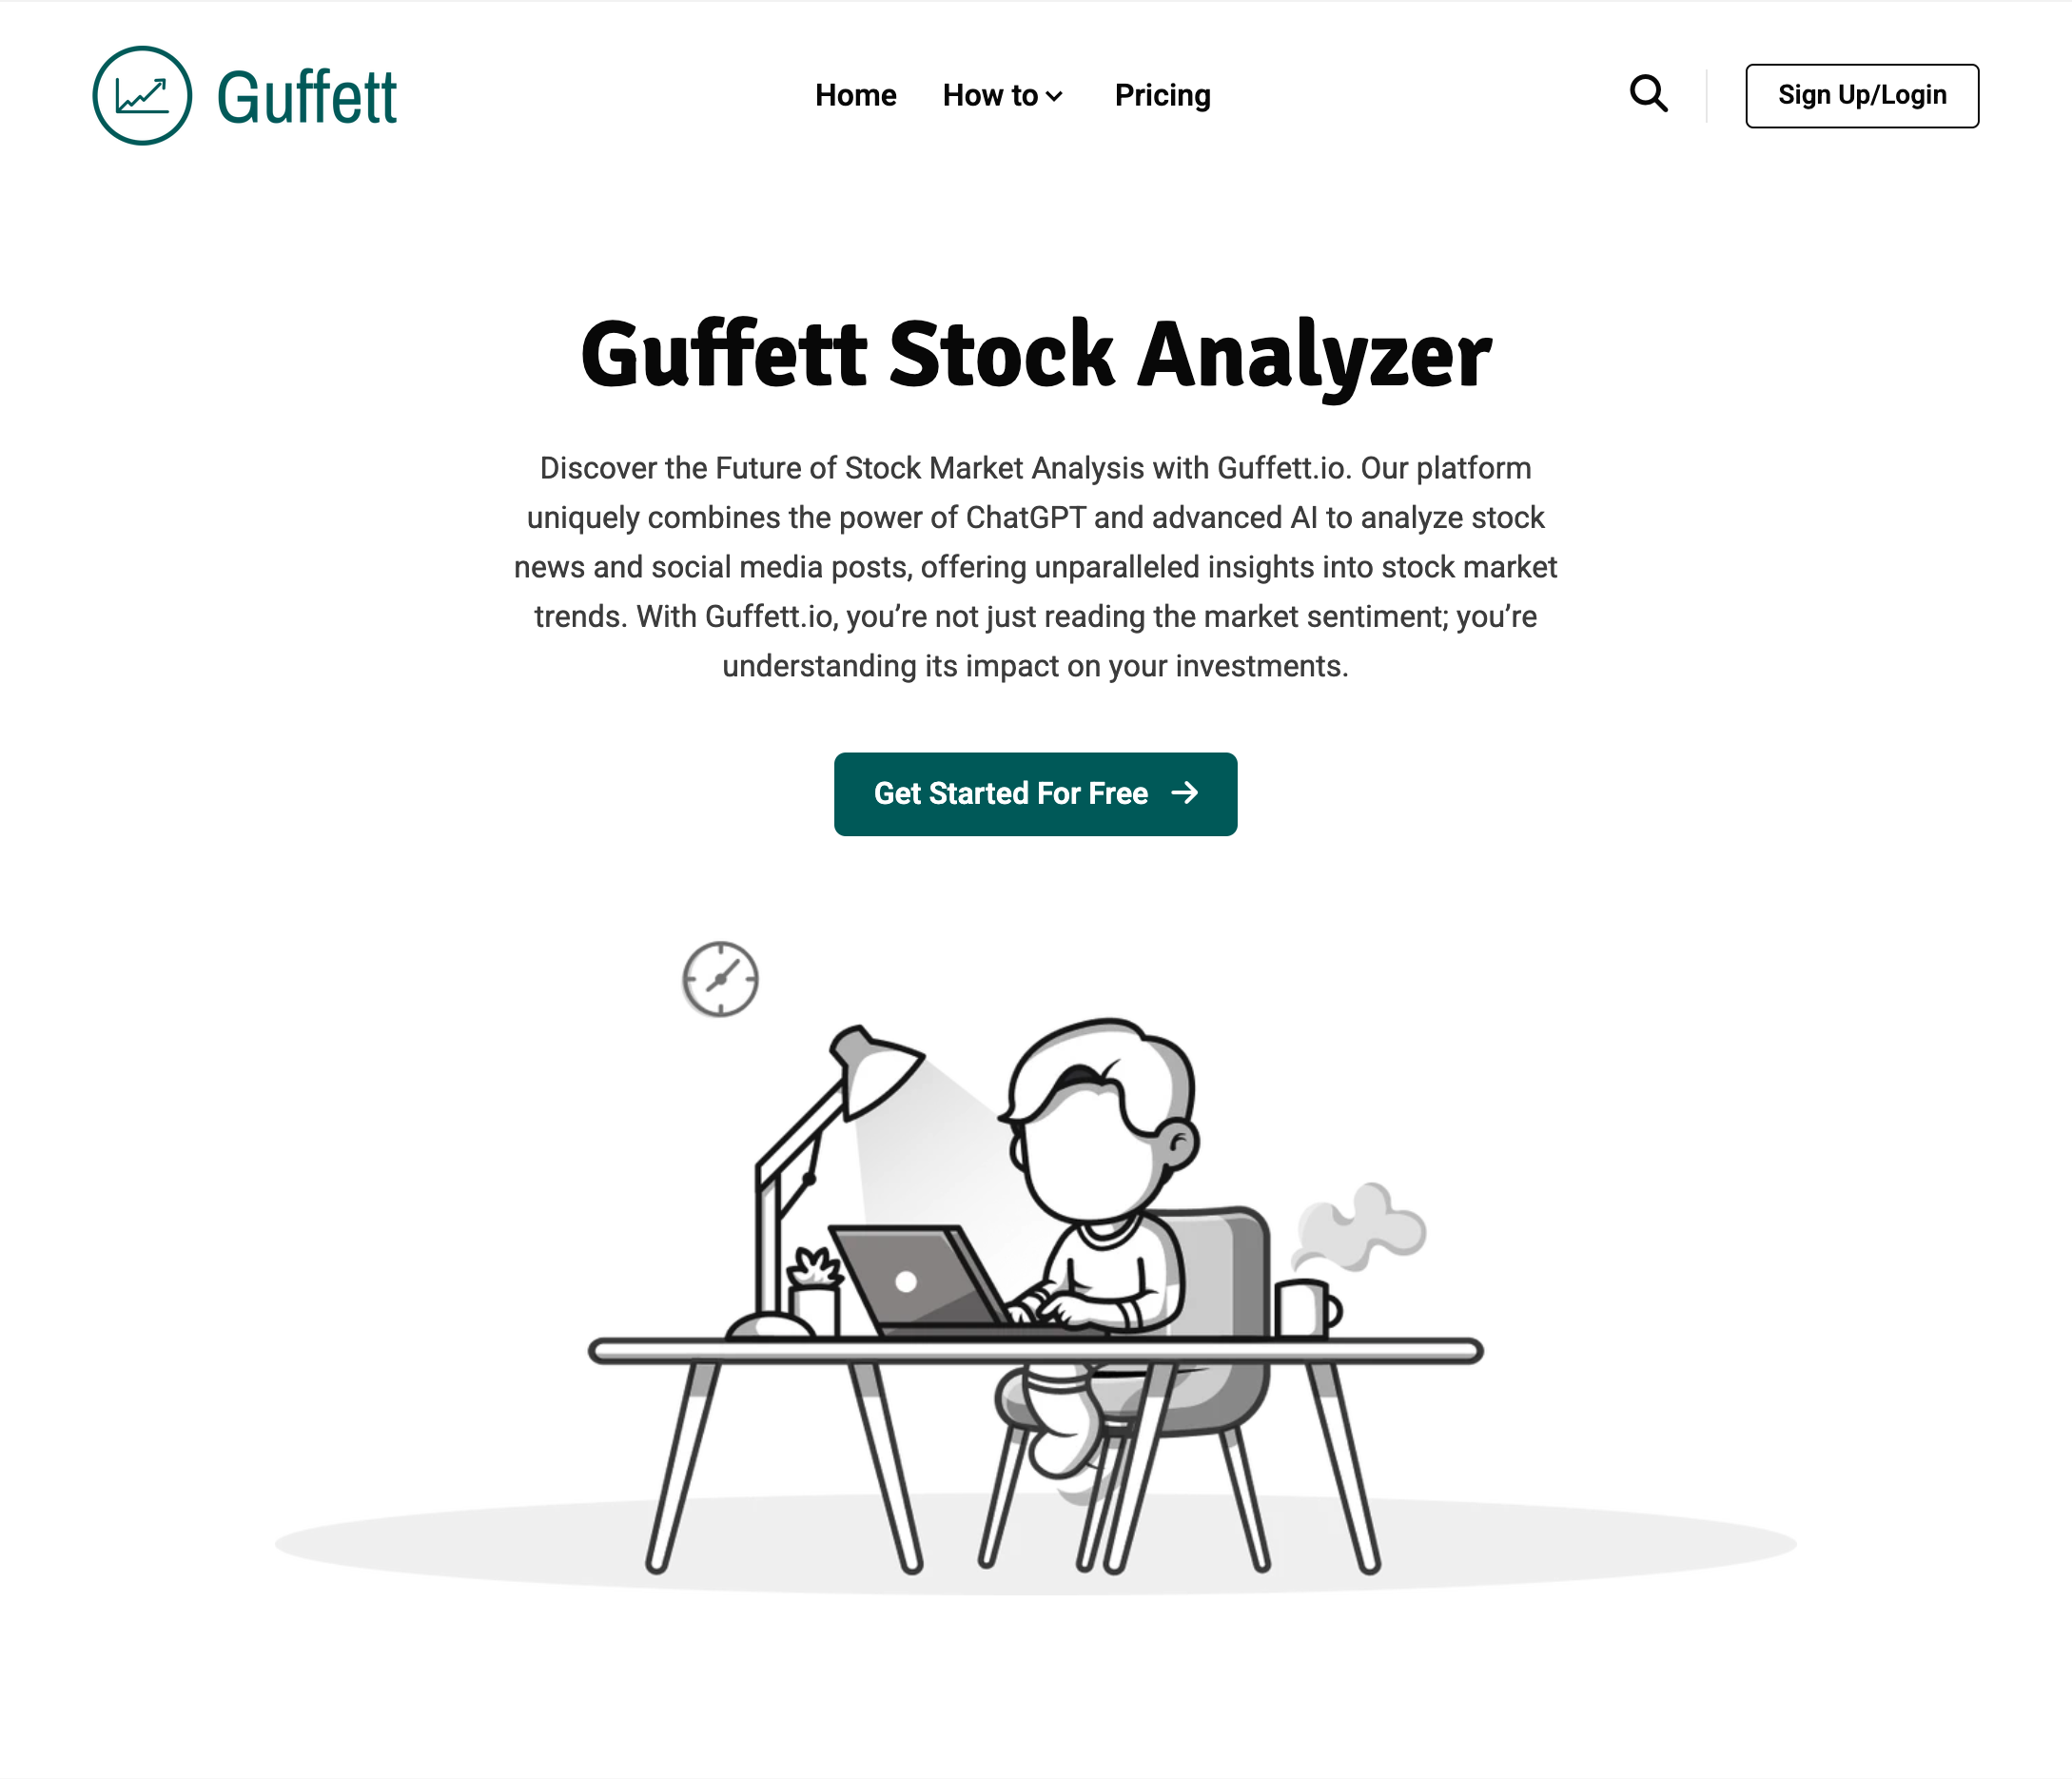 Guffett
Home
How to
Pricing
Sign Up/Login
Guffett Stock Analyzer
Discover the Future of Stock Market Analysis with Guffett.io. Our platform
uniquely combines the power of ChatGPT and advanced AI to analyze stock
news and social media posts, offering unparalleled insights into stock market
trends. With Guffett.io, you’re not just reading the market sentiment; you’re
understanding its impact on your investments.
Get Started For Free